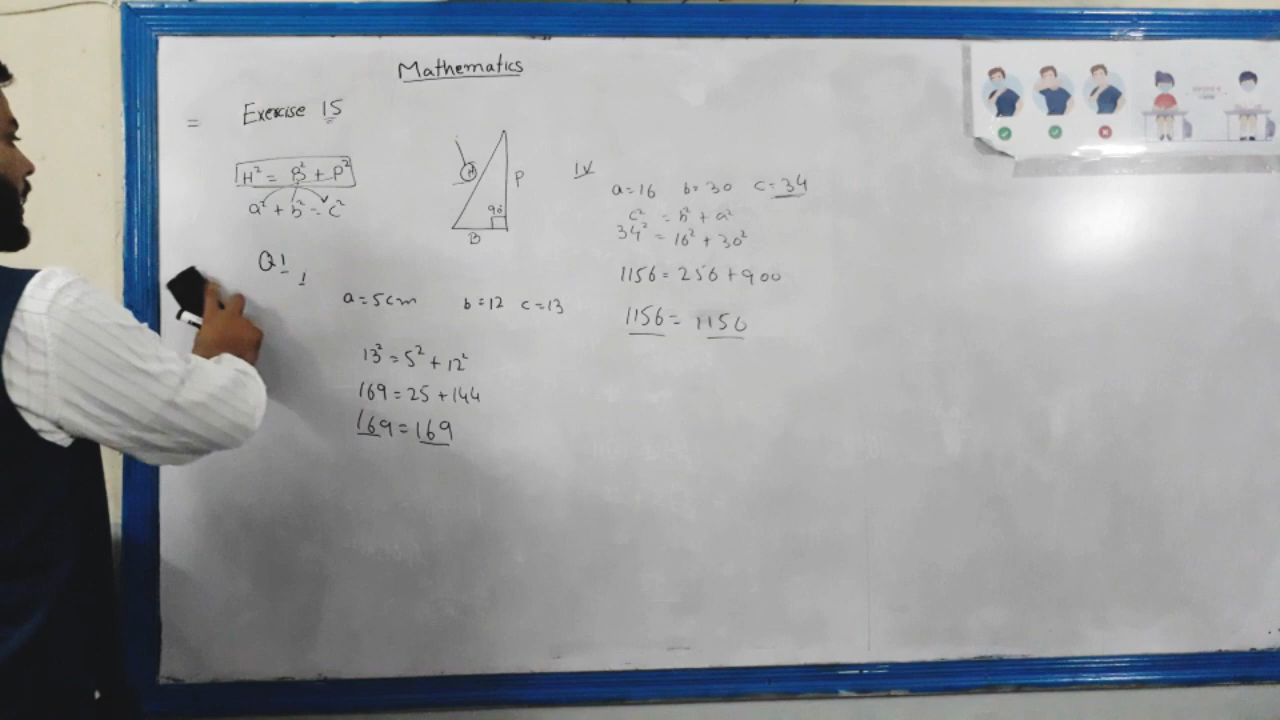 Mathematics
= Exercise 15
H² = B² + P²
a² + b² = c²
H
P
90°
B
Q1
1
a = 5cm b = 12 c = 13
13² = 5² + 12²
169 = 25 + 144
169 = 169
IV
a = 16 b = 30 c = 34
c² = b² + a²
34² = 16² + 30²
1156 = 256 + 900
1156 = 1156